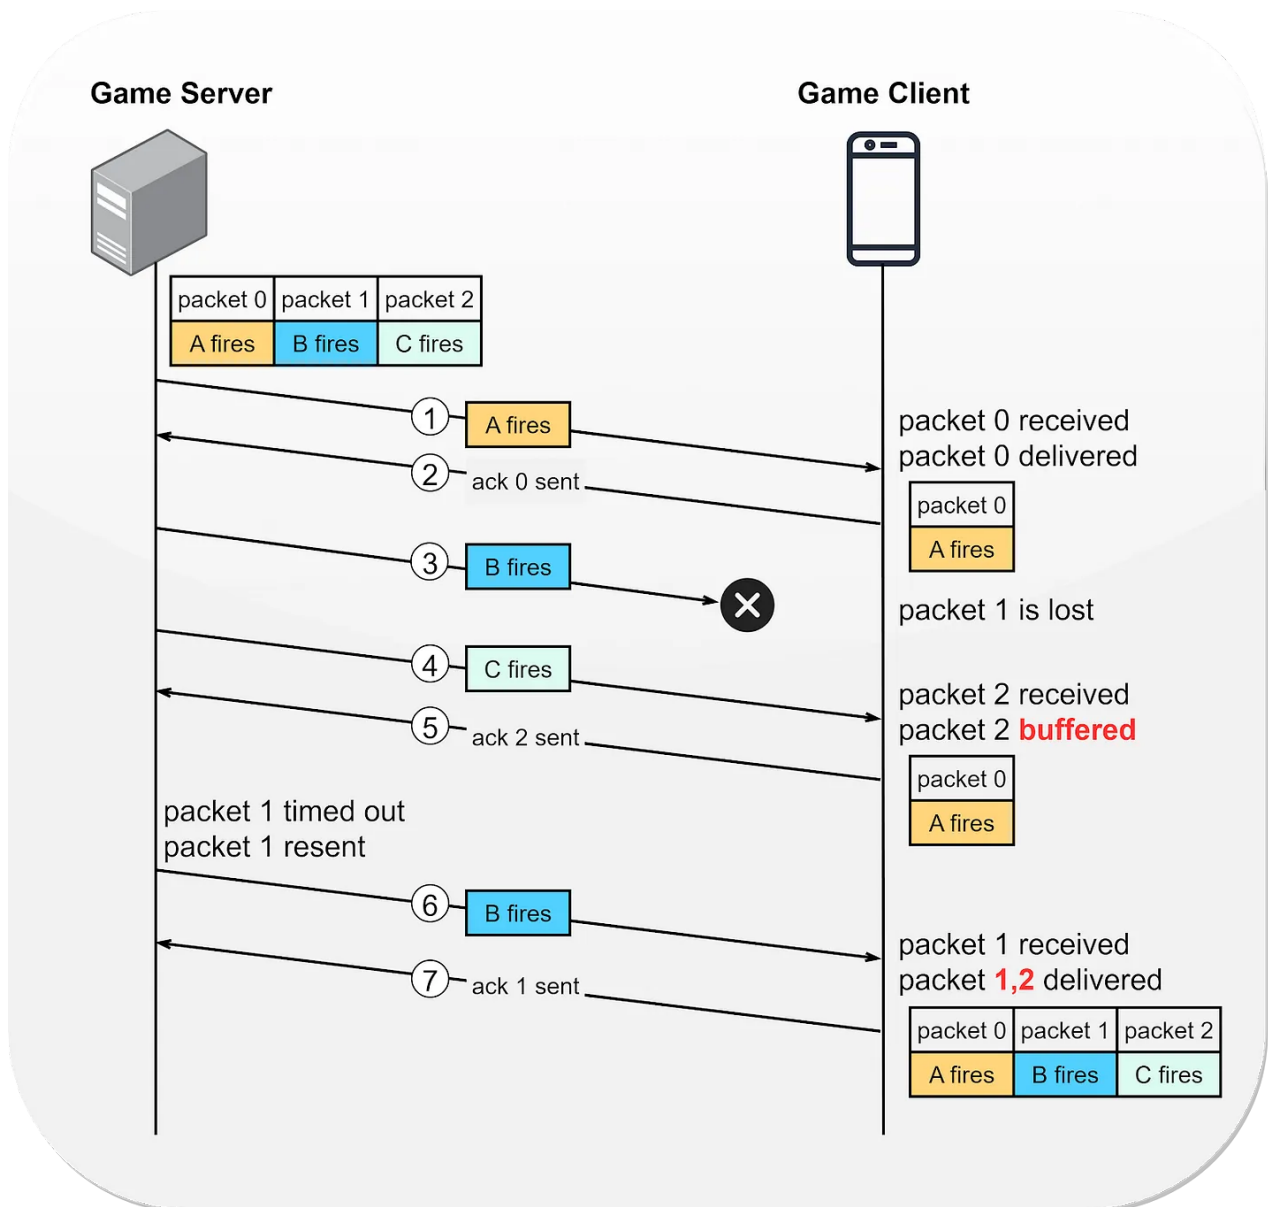 Game Server
Game Client
packet 0 packet 1 packet 2
A fires B fires C fires
1 A fires
packet 0 received
packet 0 delivered
2 ack 0 sent
packet 0
A fires
3 B fires
packet 1 is lost
4 C fires
packet 2 received
packet 2 buffered
5 ack 2 sent
packet 0
A fires
packet 1 timed out
packet 1 resent
6 B fires
packet 1 received
packet 1,2 delivered
7 ack 1 sent
packet 0 packet 1 packet 2
A fires B fires C fires